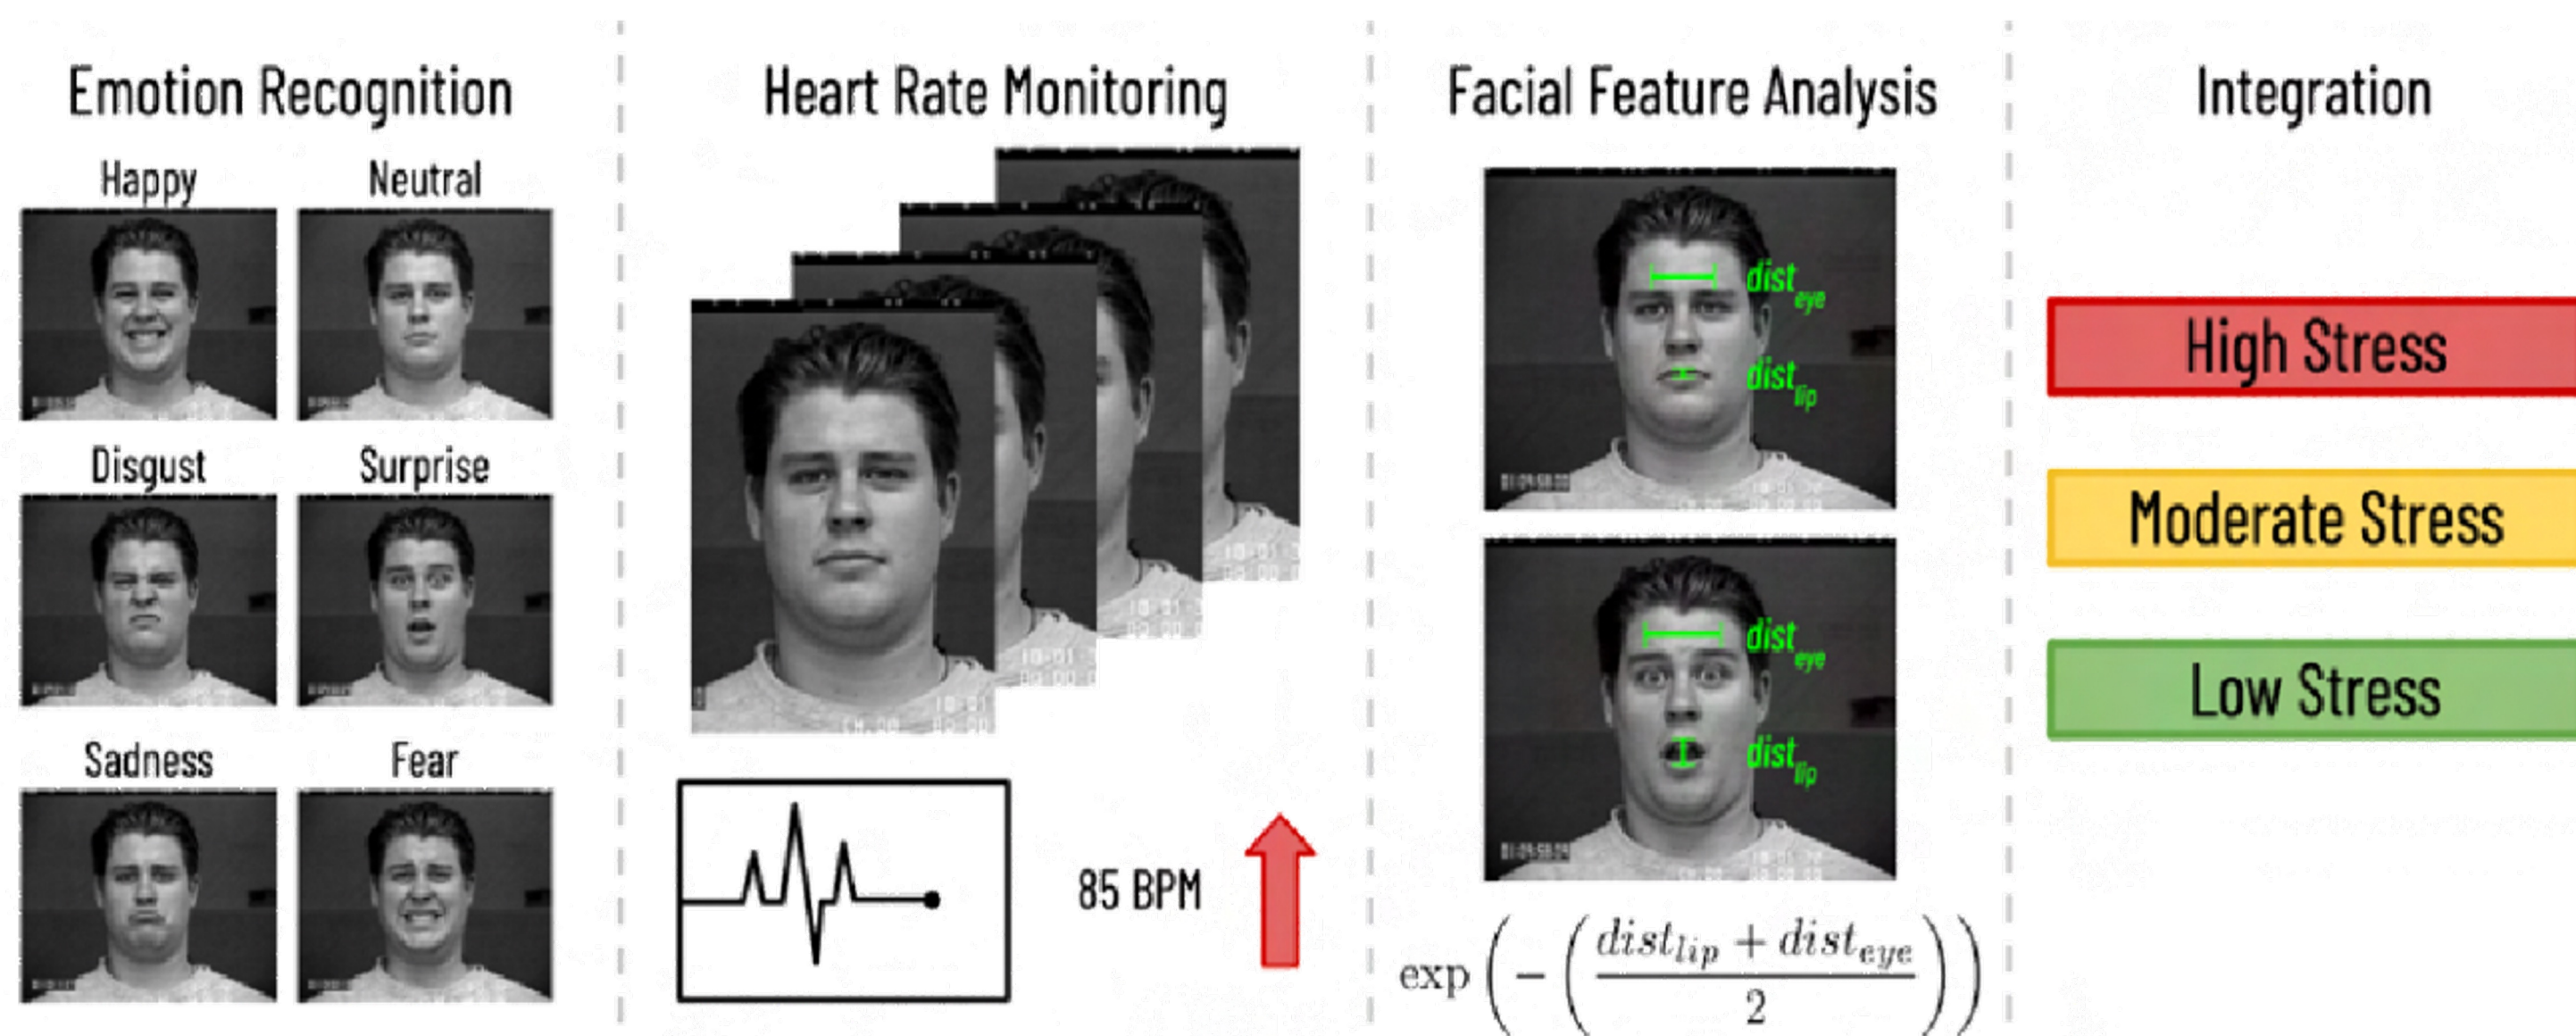 Emotion Recognition
Happy Neutral
Disgust Surprise
Sadness Fear
Heart Rate Monitoring
85 BPM
Facial Feature Analysis
dist_eye
dist_lip
dist_eye
dist_lip
exp(-((dist_lip + dist_eye)/2))
Integration
High Stress
Moderate Stress
Low Stress